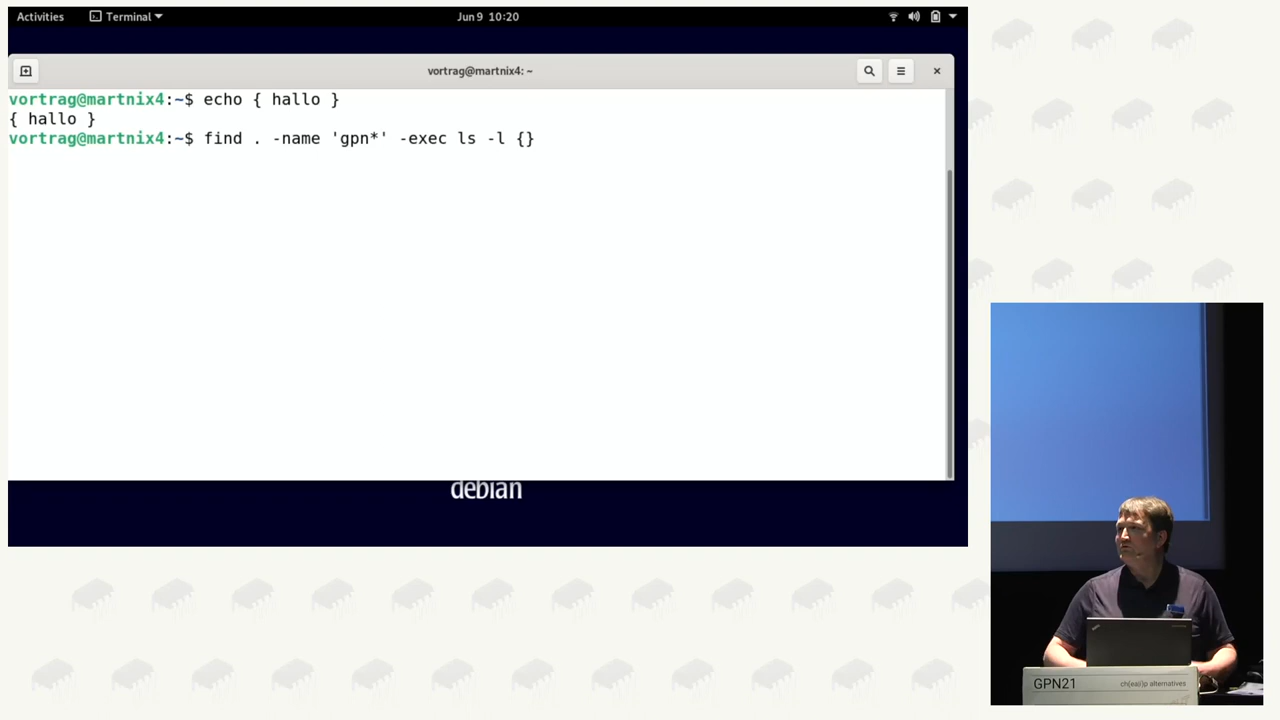 Activities
Terminal
Jun 9 10:20
vortrag@martnix4: ~
vortrag@martnix4:~$ echo { hallo }
{ hallo }
vortrag@martnix4:~$ find . -name 'gpn*' -exec ls -l {}
debian
GPN21
ch(ea|i)p alternatives